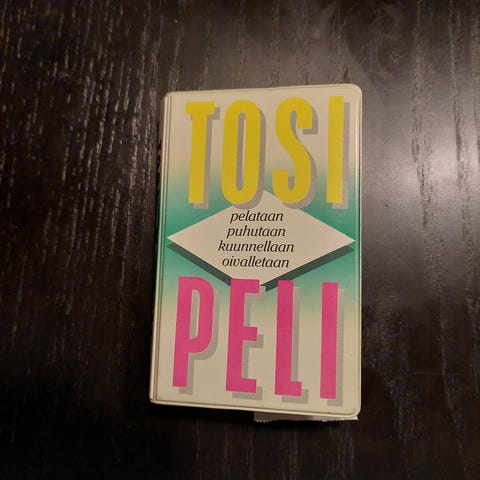 TOSI
pelataan
puhutaan
kuunnellaan
oivalletaan
PELI